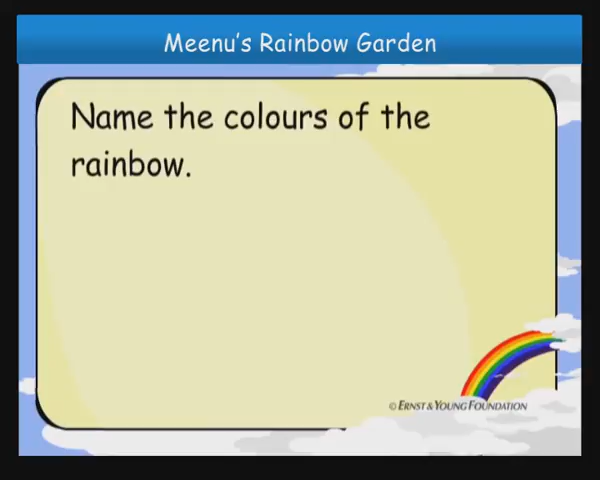 Meenu's Rainbow Garden
Name the colours of the
rainbow.
© ERNST & YOUNG FOUNDATION